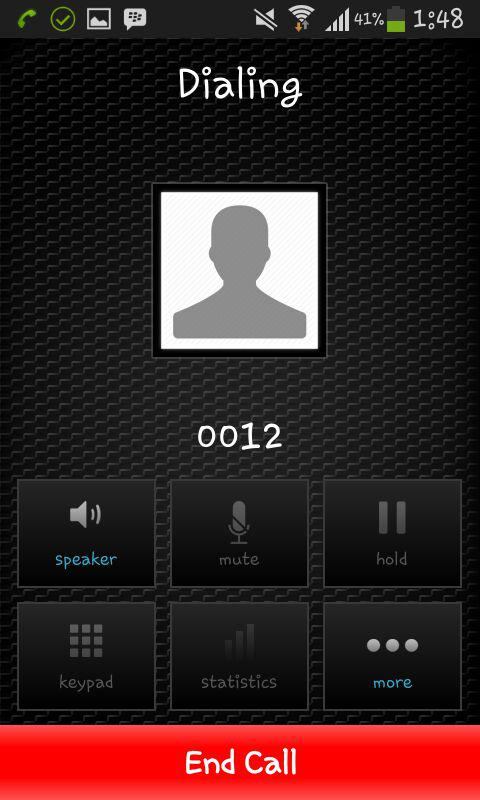 41% 1:48
Dialing
0012
speaker mute hold
keypad statistics more
End Call